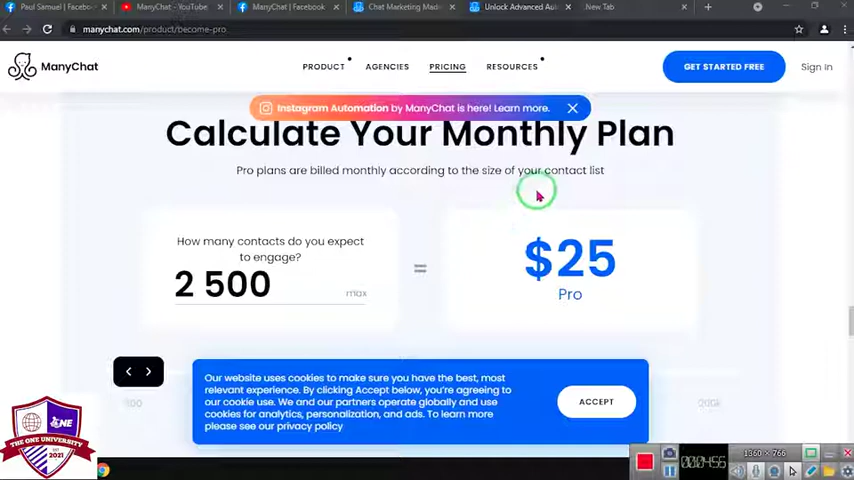 Paul Samuel | Facebook
ManyChat - YouTube
ManyChat | Facebook
Chat Marketing Made
Unlock Advanced Aut
New Tab
manychat.com/product/become-pro
ManyChat
PRODUCT
AGENCIES
PRICING
RESOURCES
GET STARTED FREE
Sign In
Instagram Automation by ManyChat is here! Learn more.
Calculate Your Monthly Plan
Pro plans are billed monthly according to the size of your contact list
How many contacts do you expect
to engage?
2 500
max
=
$25
Pro
Our website uses cookies to make sure you have the best, most
relevant experience. By clicking Accept below, you're agreeing to
our cookie use. We and our partners operate globally and use
cookies for analytics, personalization, and ads. To learn more
please see our privacy policy
ACCEPT
200k
ONE
THE ONE UNIVERSITY
2021
1360 x 766